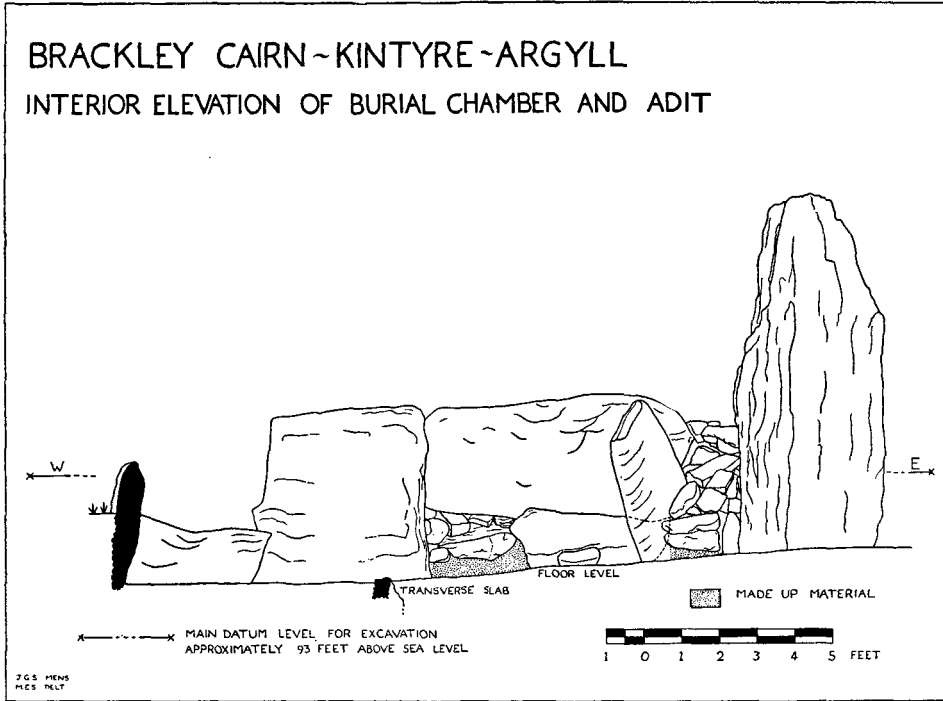 BRACKLEY CAIRN~KINTYRE~ARGYLL
INTERIOR ELEVATION OF BURIAL CHAMBER AND ADIT
W
E
FLOOR LEVEL
TRANSVERSE SLAB
MADE UP MATERIAL
MAIN DATUM LEVEL FOR EXCAVATION
APPROXIMATELY 93 FEET ABOVE SEA LEVEL
1 0 1 2 3 4 5 FEET
J G S MENS
M.E.S DELT